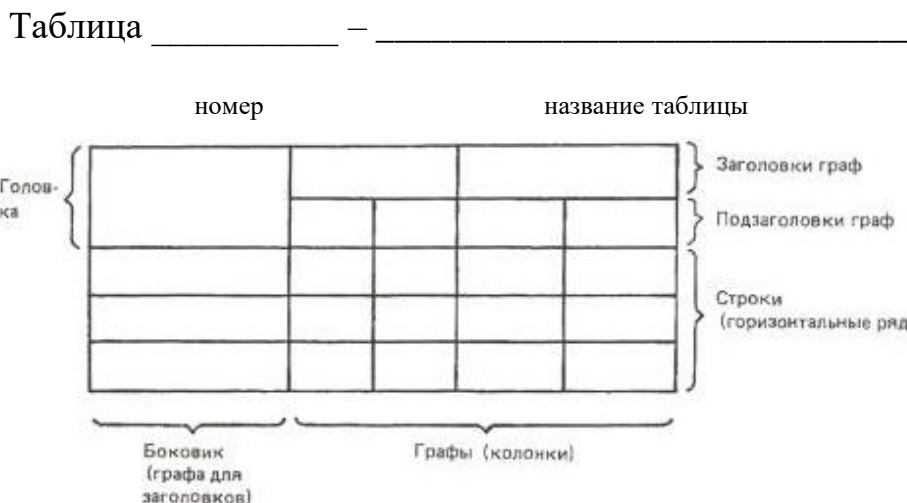 Таблица __________ – ______________________________
номер название таблицы
Голов-
ка
Заголовки граф
Подзаголовки граф
Строки
(горизонтальные ряд
Боковик
(графа для
заголовков)
Графы (колонки)